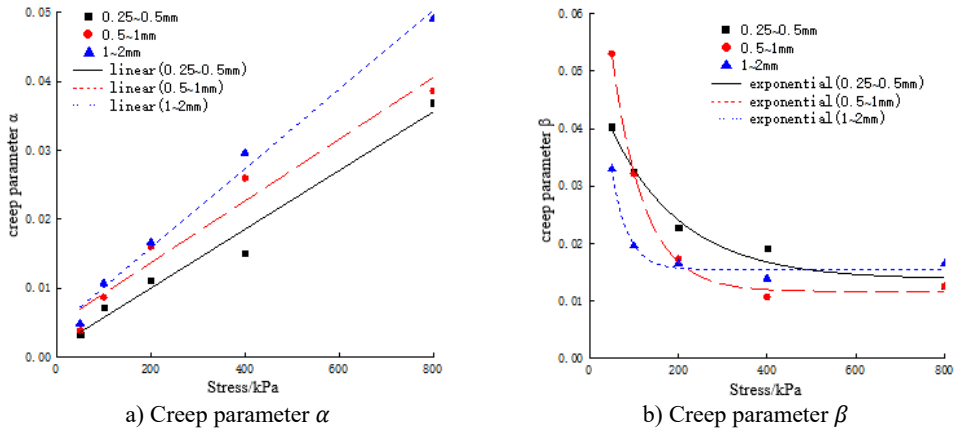 a)
0.25~0.5mm
0.5~1mm
1~2mm
linear(0.25~0.5mm)
linear(0.5~1mm)
linear(1~2mm)
creep parameter α
0.05
0.04
0.03
0.02
0.01
0.00
0 200 400 600 800
Stress/kPa
a) Creep parameter α
b)
0.25~0.5mm
0.5~1mm
1~2mm
exponential(0.25~0.5mm)
exponential(0.5~1mm)
exponential(1~2mm)
creep parameter β
0.06
0.05
0.04
0.03
0.02
0.01
0.00
0 200 400 600 800
Stress/kPa
b) Creep parameter β